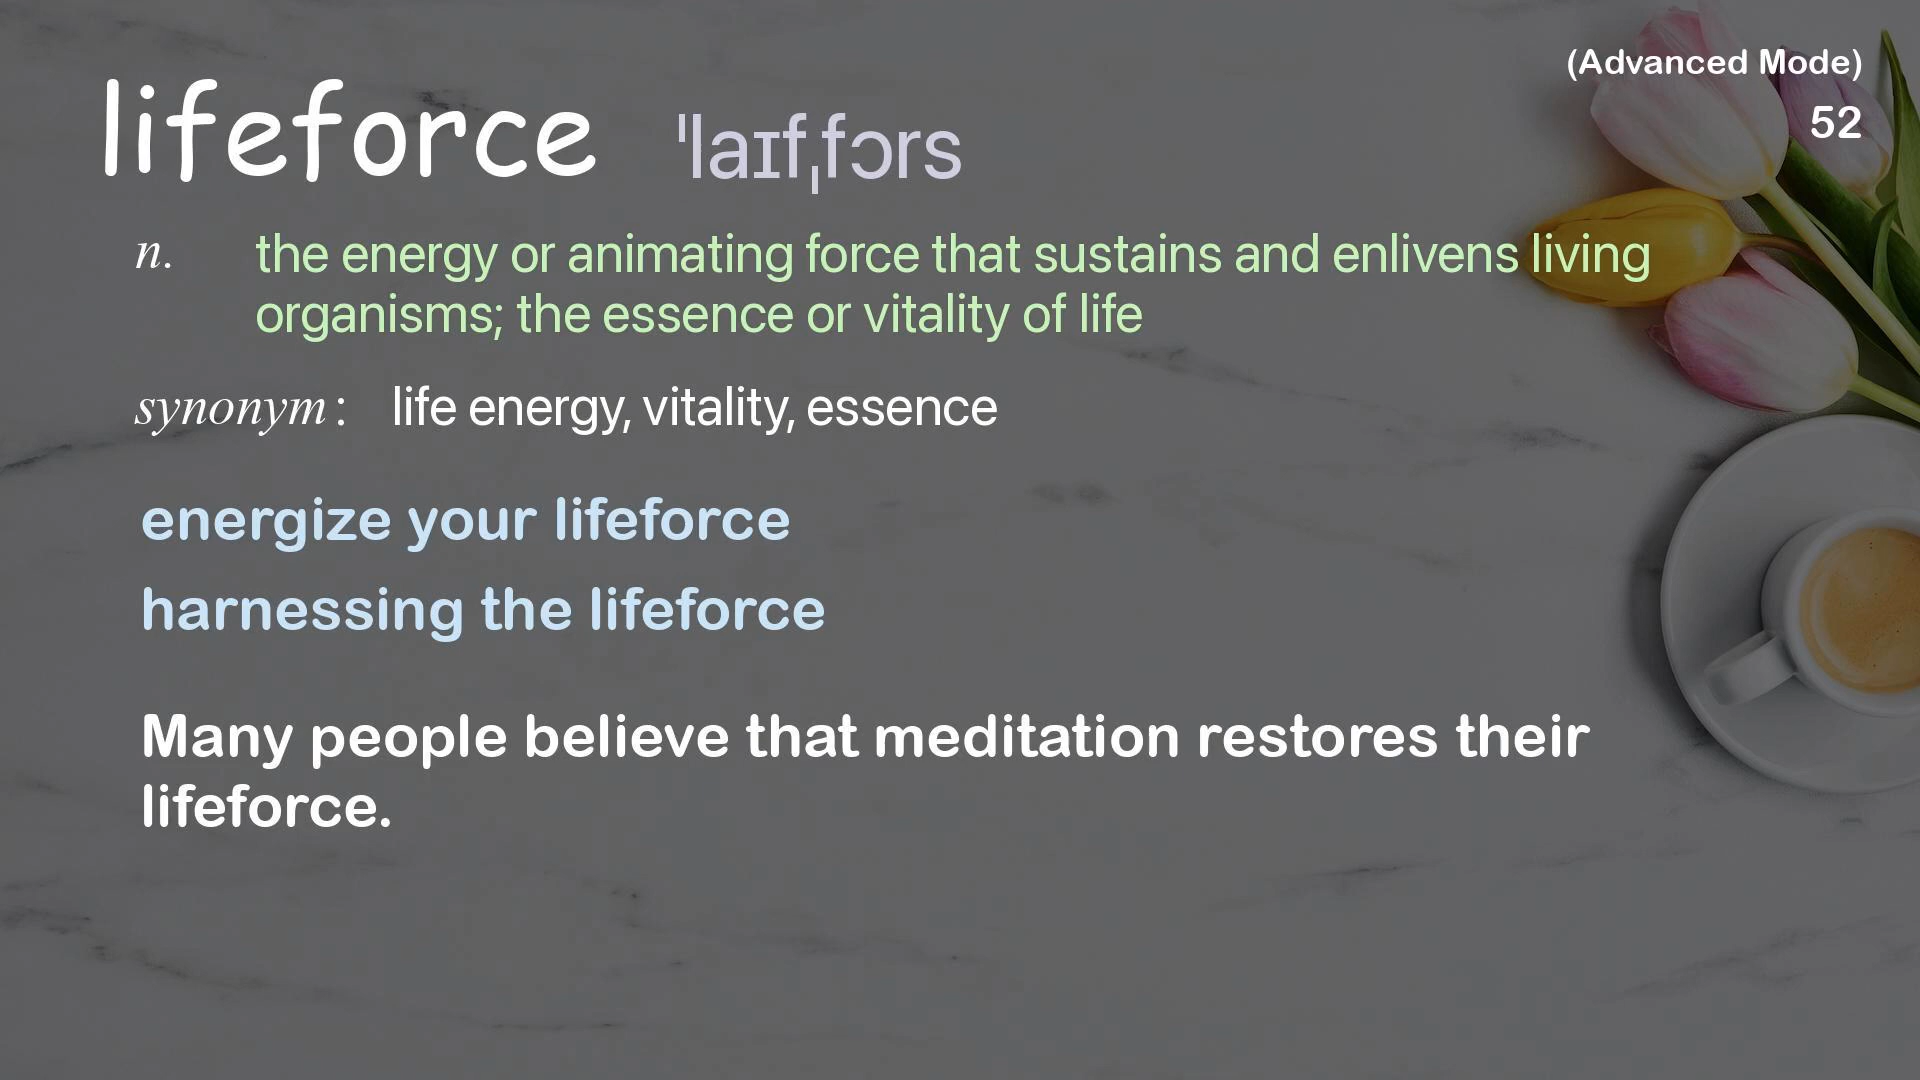 (Advanced Mode)
52
lifeforce ˈlaɪfˌfɔrs
n. the energy or animating force that sustains and enlivens living
organisms; the essence or vitality of life
synonym: life energy, vitality, essence
energize your lifeforce
harnessing the lifeforce
Many people believe that meditation restores their
lifeforce.